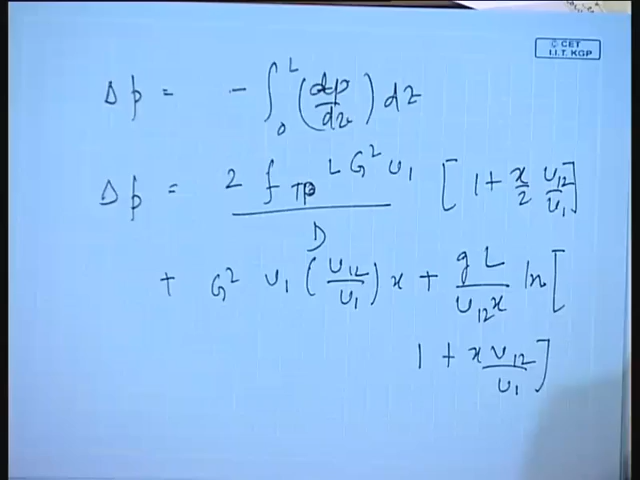 © CET
I.I.T. KGP
Δp = - ∫₀ᴸ (dp/dz) dz
Δp = 2 f_TP L G² v₁ / D [1 + x/2 v₁₂/v₁]
+ G² v₁ (v₁₂/v₁) x + gL/v₁₂x ln [
1 + x v₁₂/v₁]